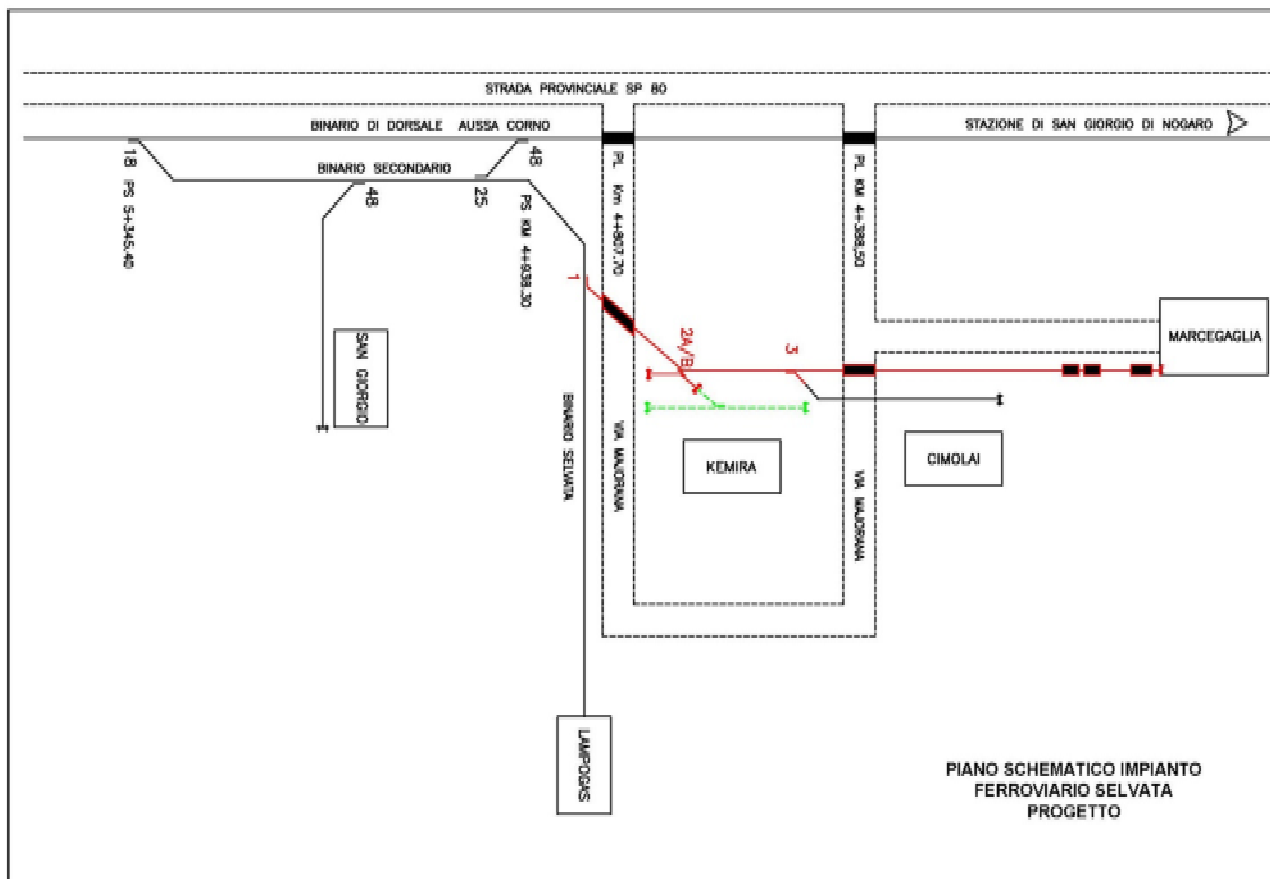 STRADA PROVINCIALE SP 80
BINARIO DI DORSALE AUSSA CORNO
STAZIONE DI SAN GIORGIO DI NOGARO
BINARIO SECONDARIO
18
PS 5+345.40
48
25
48
PS KM 4+938.30
PL Km 4+807.70
PL KM 4+388.50
1
2A/B
3
MARCEGAGLIA
SAN GIORGIO
BINARIO SELVATA
VIA MAJORANA
KEMIRA
VIA MAJORANA
CIMOLAI
LAMPOGAS
PIANO SCHEMATICO IMPIANTO
FERROVIARIO SELVATA
PROGETTO